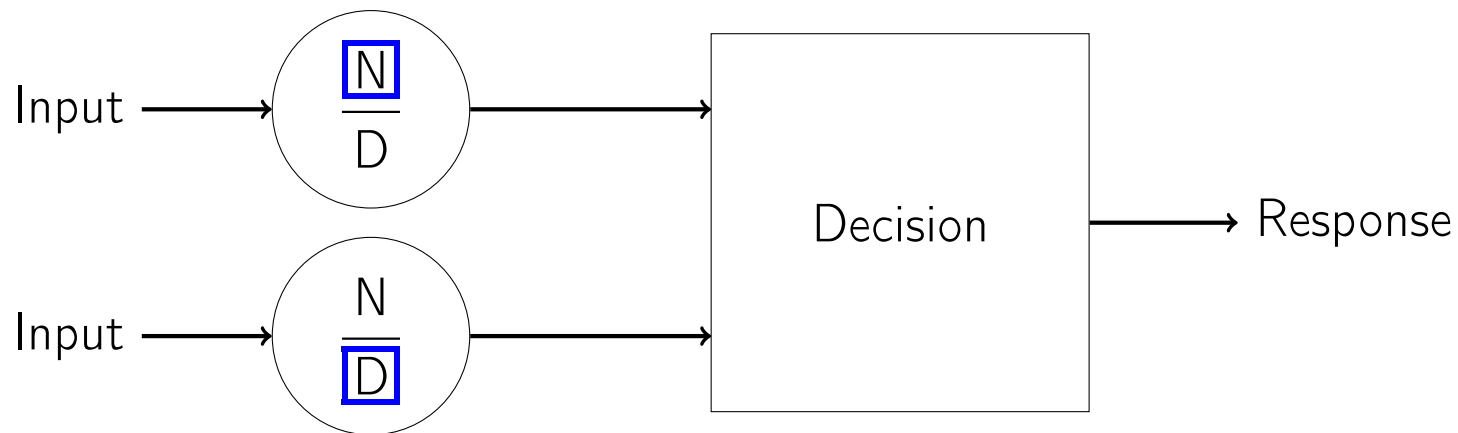 Input
N
D
Decision
Response
Input
N
D